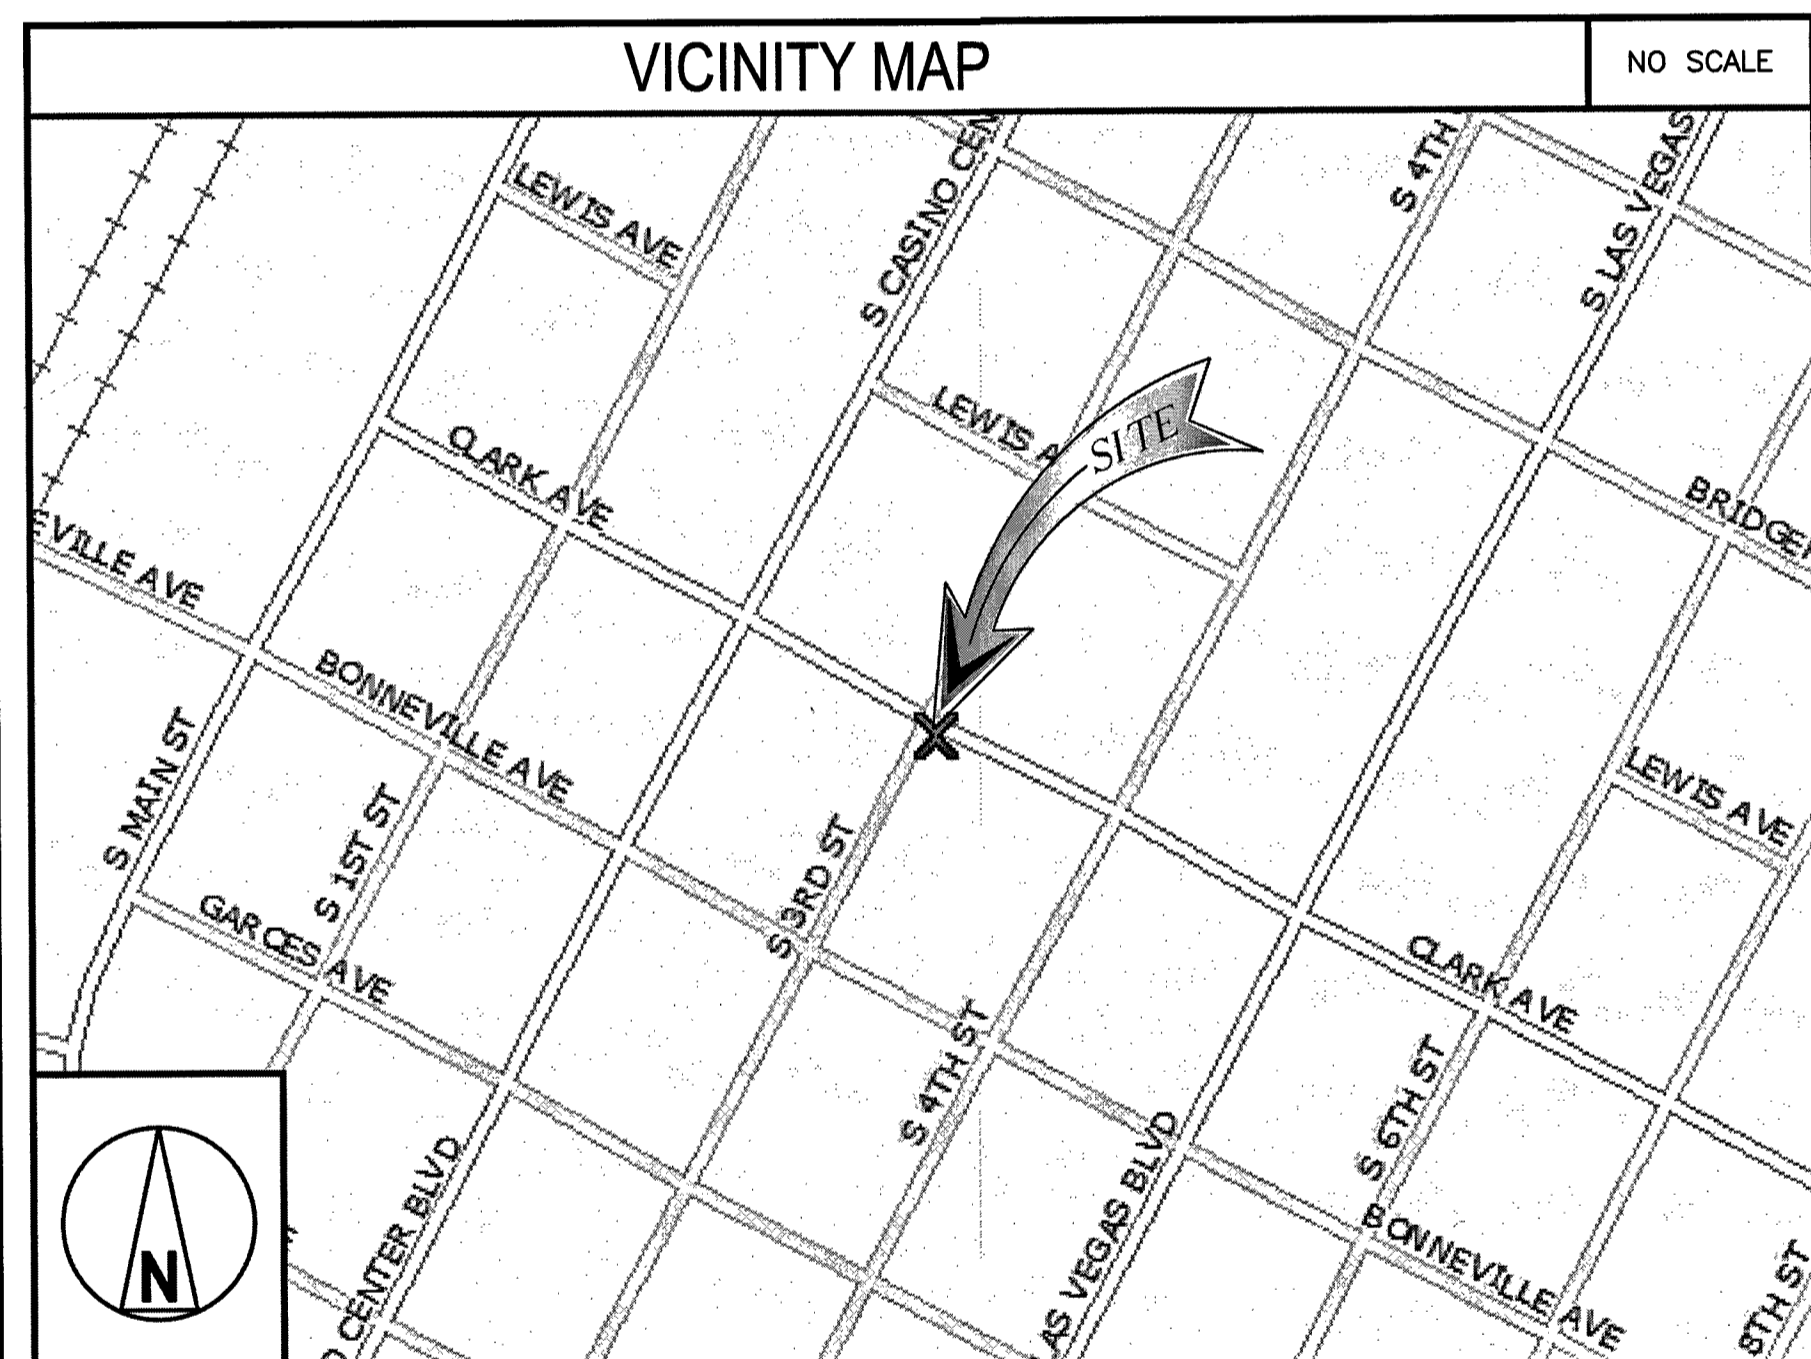 VICINITY MAP
NO SCALE
LEWIS AVE
S CASINO CEN
S 4TH
S LAS VEGAS
CLARK AVE
LEWIS A
SITE
BRIDGE
EVILLE AVE
BONNEVILLE AVE
S MAIN ST
S 1ST ST
S 3RD ST
LEWIS AVE
GARCES AVE
CLARK AVE
S 4TH ST
S 6TH ST
AS VEGAS BLVD
CENTER BLVD
BONNEVILLE AVE
8TH ST
N